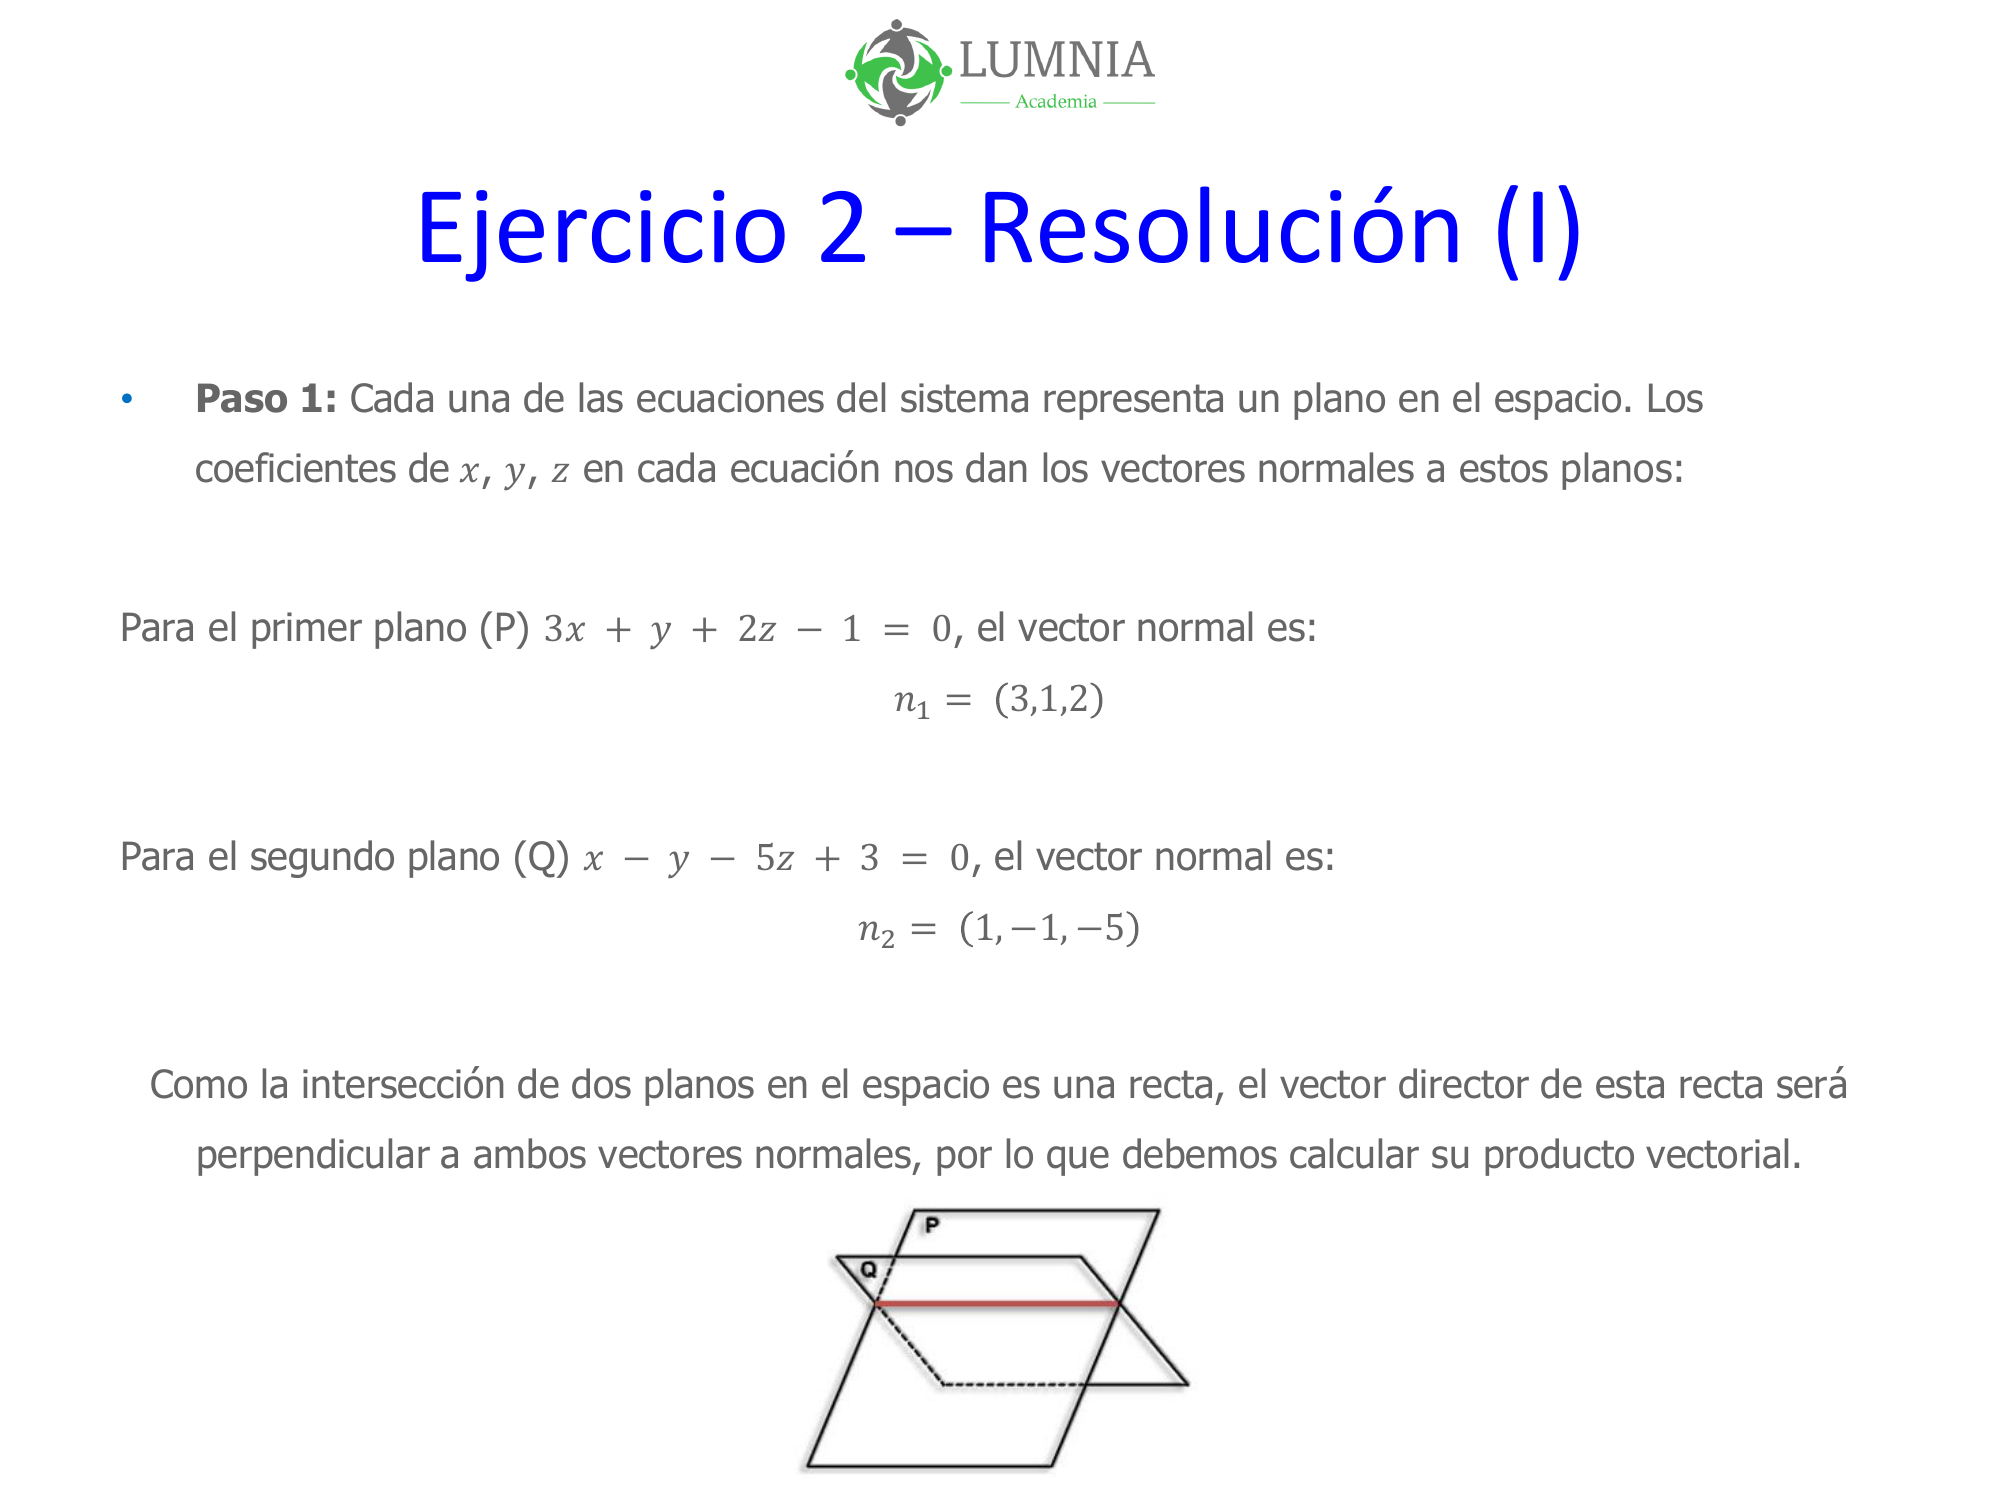 LUMNIA
Academia
Ejercicio 2 – Resolución (I)
• Paso 1: Cada una de las ecuaciones del sistema representa un plano en el espacio. Los
coeficientes de x, y, z en cada ecuación nos dan los vectores normales a estos planos:
Para el primer plano (P) 3x + y + 2z − 1 = 0, el vector normal es:
n₁ = (3,1,2)
Para el segundo plano (Q) x − y − 5z + 3 = 0, el vector normal es:
n₂ = (1, −1, −5)
Como la intersección de dos planos en el espacio es una recta, el vector director de esta recta será
perpendicular a ambos vectores normales, por lo que debemos calcular su producto vectorial.
P
Q